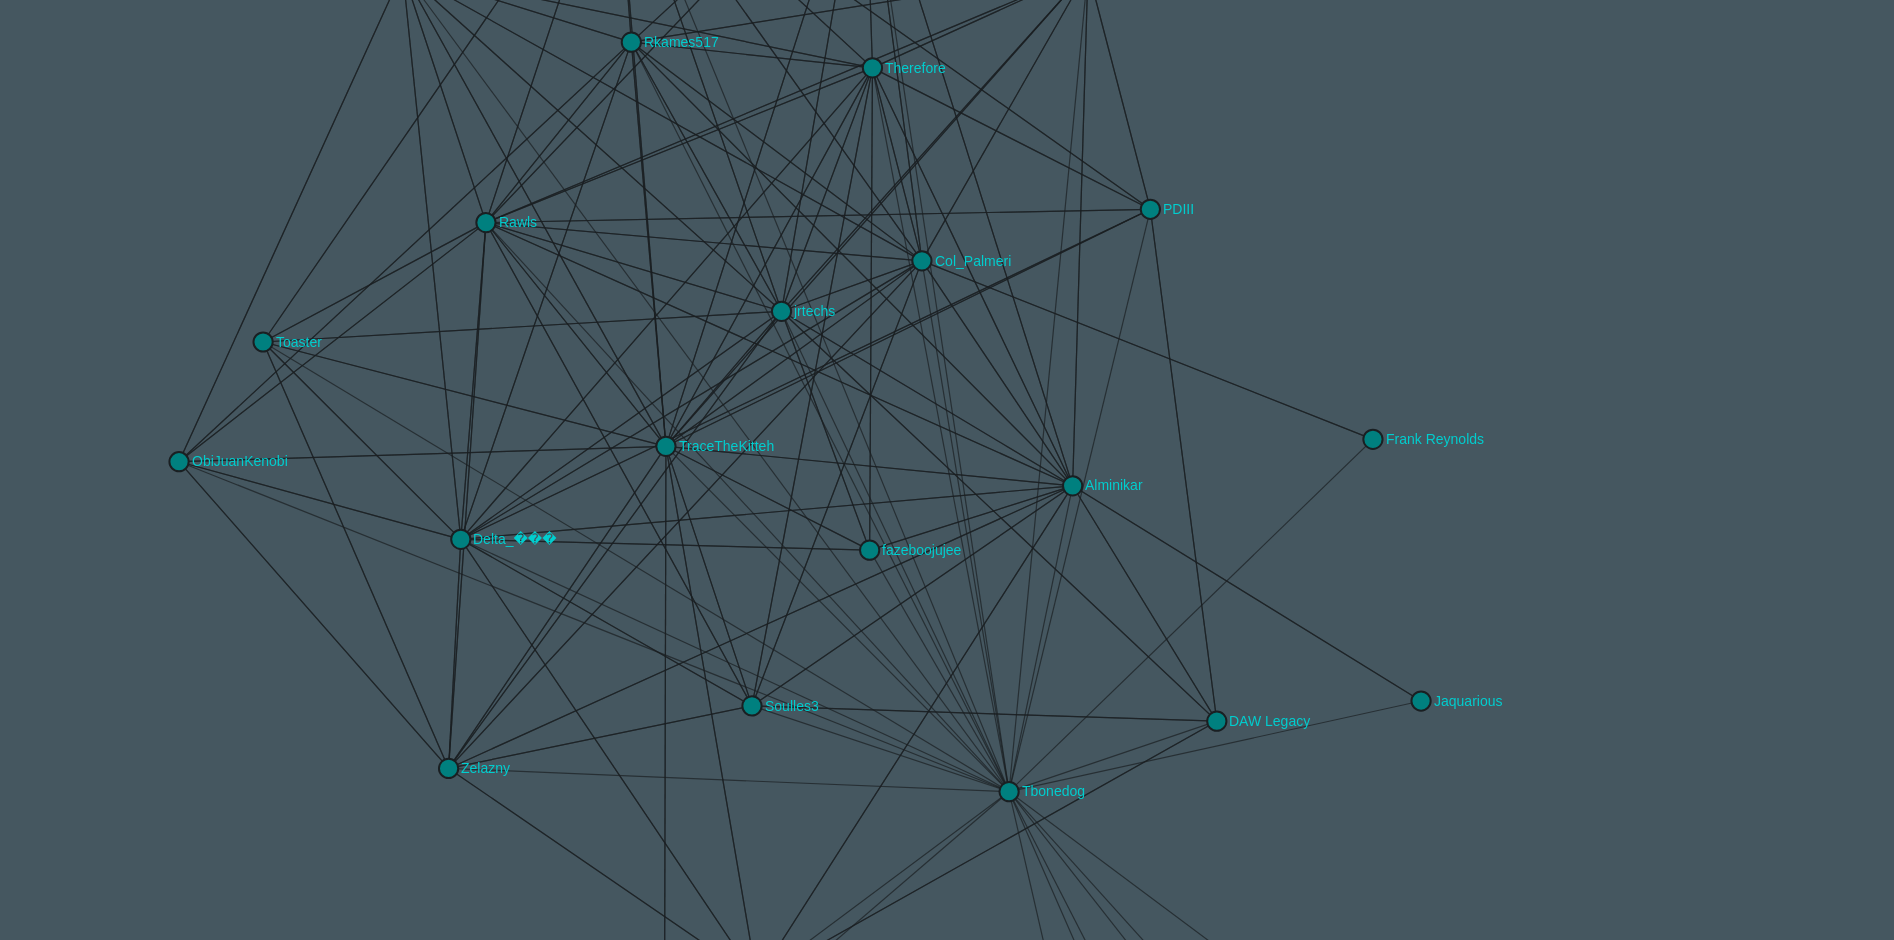 Rkames517
Therefore
PDIII
Rawls
Col_Palmeri
jrtechs
Toaster
Frank Reynolds
TraceTheKitteh
ObiJuanKenobi
Alminikar
Delta_���
fazeboojujee
Jaquarious
Soulles3
DAW Legacy
Zelazny
Tbonedog